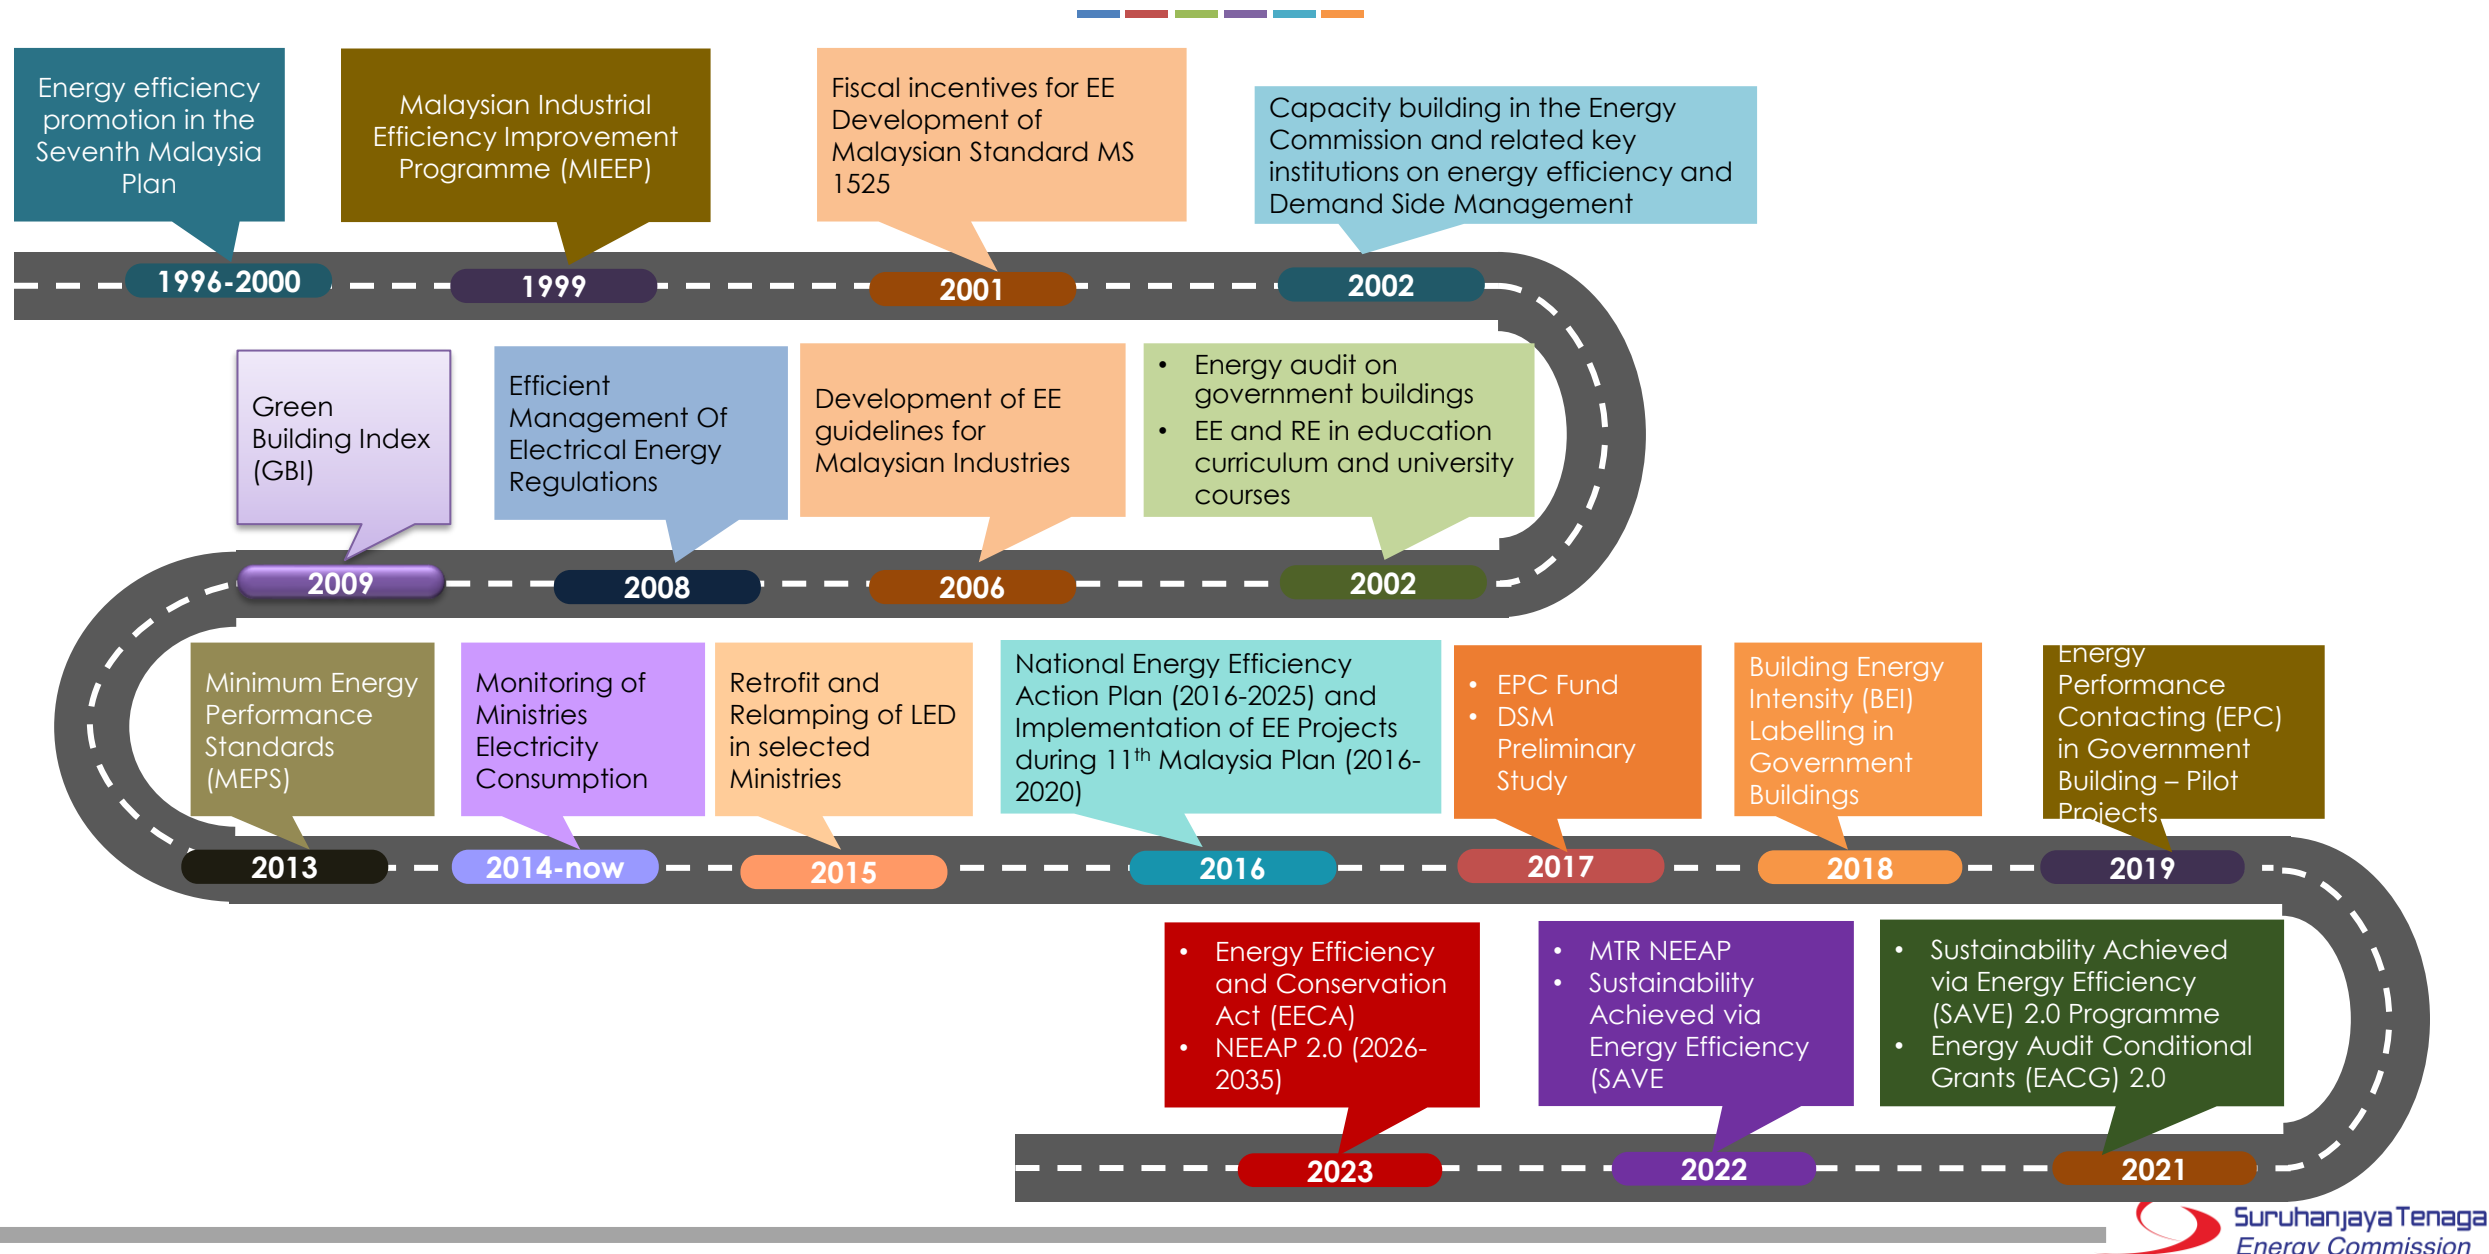 Energy efficiency
promotion in the
Seventh Malaysia
Plan
1996-2000
Malaysian Industrial
Efficiency Improvement
Programme (MIEEP)
1999
Fiscal incentives for EE
Development of
Malaysian Standard MS
1525
2001
Capacity building in the Energy
Commission and related key
institutions on energy efficiency and
Demand Side Management
2002
• Energy audit on
government buildings
• EE and RE in education
curriculum and university
courses
2002
Development of EE
guidelines for
Malaysian Industries
2006
Efficient
Management Of
Electrical Energy
Regulations
2008
Green
Building Index
(GBI)
2009
Minimum Energy
Performance
Standards
(MEPS)
2013
Monitoring of
Ministries
Electricity
Consumption
2014-now
Retrofit and
Relamping of LED
in selected
Ministries
2015
National Energy Efficiency
Action Plan (2016-2025) and
Implementation of EE Projects
during 11th Malaysia Plan (2016-
2020)
2016
• EPC Fund
• DSM
Preliminary
Study
2017
Building Energy
Intensity (BEI)
Labelling in
Government
Buildings
2018
Energy
Performance
Contacting (EPC)
in Government
Building – Pilot
Projects
2019
• Sustainability Achieved
via Energy Efficiency
(SAVE) 2.0 Programme
• Energy Audit Conditional
Grants (EACG) 2.0
2021
• MTR NEEAP
• Sustainability
Achieved via
Energy Efficiency
(SAVE
2022
• Energy Efficiency
and Conservation
Act (EECA)
• NEEAP 2.0 (2026-
2035)
2023
Suruhanjaya Tenaga
Energy Commission